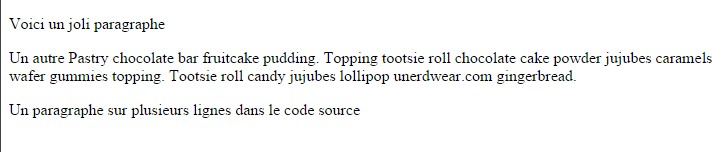 Voici un joli paragraphe
Un autre Pastry chocolate bar fruitcake pudding. Topping tootsie roll chocolate cake powder jujubes caramels
wafer gummies topping. Tootsie roll candy jujubes lollipop unerdwear.com gingerbread.
Un paragraphe sur plusieurs lignes dans le code source